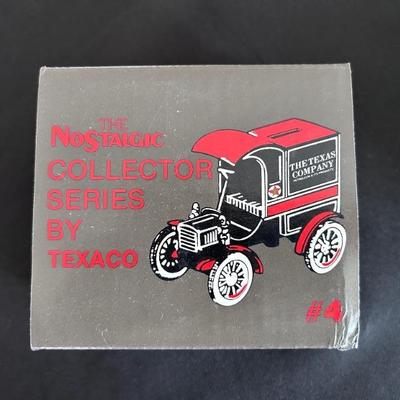 THE
NOSTALGIC
COLLECTOR
SERIES
BY
TEXACO
THE TEXAS
COMPANY
#4